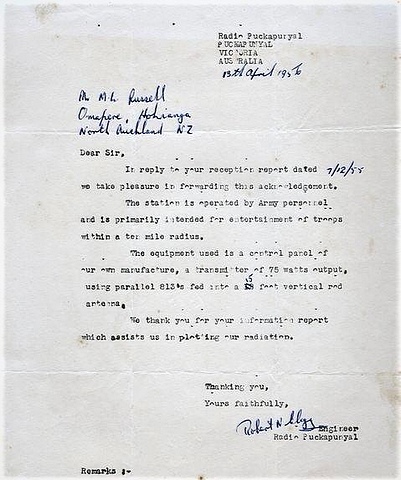 Radio Puckapunyal
PUCKAPUNYAL
VICTORIA
AUSTRALIA
13th April 1956
Mr M.L. Russell
Omapere, Hokianga
North Auckland NZ
Dear Sir,
In reply to your reception report dated 7/12/55
we take pleasure in forwarding this acknowledgement.
The station is operated by Army personnel
and is primarily intended for entertainment of troops
within a ten mile radius.
The equipment used is a control panel of
our own manufacture, a transmitter of 75 watts output,
using parallel 813's fed onto a foot vertical rod
antenna.
We thank you for your information report
which assists us in plotting our radiation.
Thanking you,
Yours faithfully,
Robert N
Engineer
Radio Puckapunyal
Remarks :-